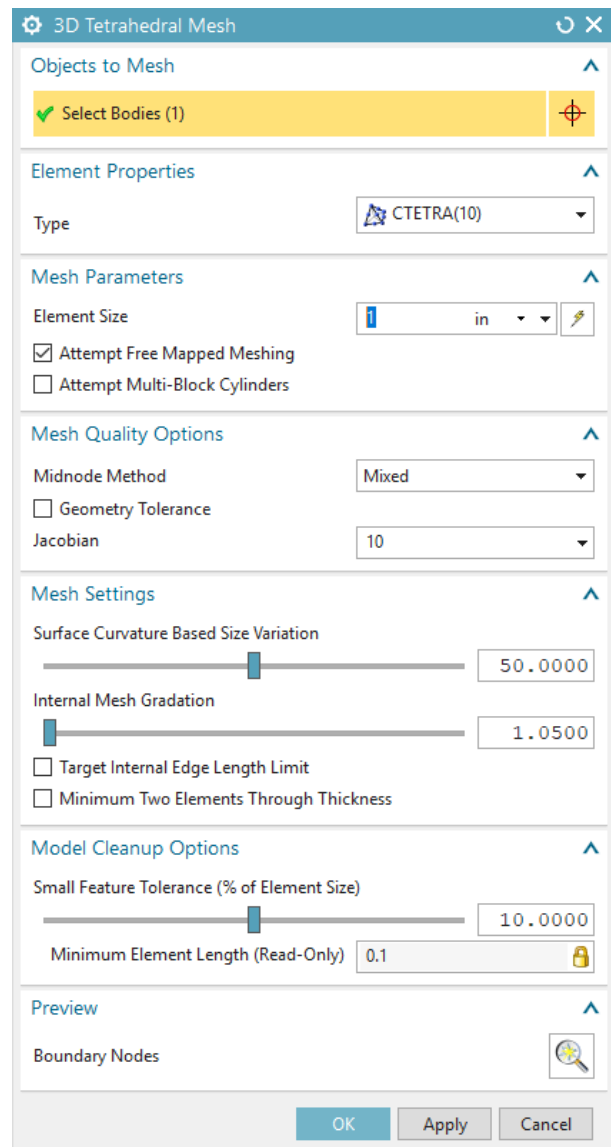 3D Tetrahedral Mesh
Objects to Mesh
Select Bodies (1)
Element Properties
Type CTETRA(10)
Mesh Parameters
Element Size 1 in
Attempt Free Mapped Meshing
Attempt Multi-Block Cylinders
Mesh Quality Options
Midnode Method Mixed
Geometry Tolerance
Jacobian 10
Mesh Settings
Surface Curvature Based Size Variation
50.0000
Internal Mesh Gradation
1.0500
Target Internal Edge Length Limit
Minimum Two Elements Through Thickness
Model Cleanup Options
Small Feature Tolerance (% of Element Size)
10.0000
Minimum Element Length (Read-Only) 0.1
Preview
Boundary Nodes
OK Apply Cancel